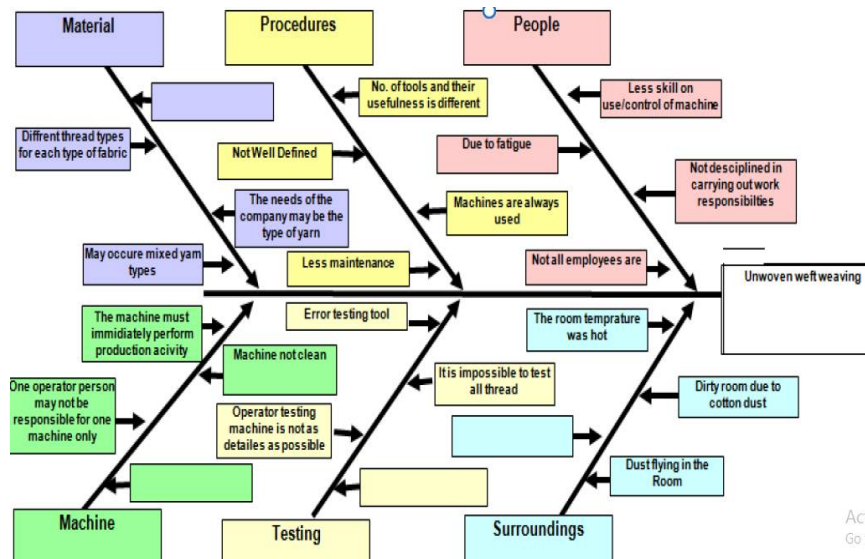 Material
Procedures
People
No. of tools and their
usefulness is different
Less skill on
use/control of machine
Diffrent thread types
for each type of fabric
Not Well Defined
Due to fatigue
Not desciplined in
carrying out work
responsibilties
The needs of the
company may be the
type of yarn
Machines are always
used
May occure mixed yarn
types
Less maintenance
Not all employees are
Unwoven weft weaving
The machine must
immidiately perform
production acivity
Error testing tool
The room temprature
was hot
Machine not clean
It is impossible to test
all thread
One operator person
may not be
responsible for one
machine only
Operator testing
machine is not as
detailes as possible
Dirty room due to
cotton dust
Dust flying in the
Room
Machine
Testing
Surroundings
Go